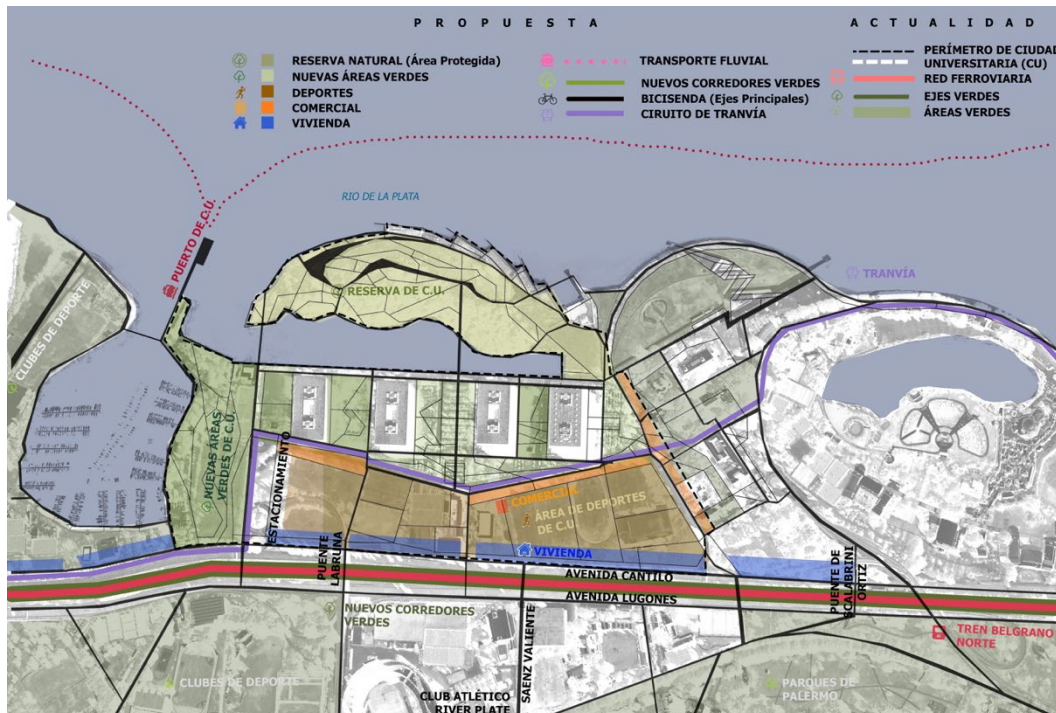 PROPUESTA
RESERVA NATURAL (Área Protegida)
NUEVAS ÁREAS VERDES
DEPORTES
COMERCIAL
VIVIENDA
TRANSPORTE FLUVIAL
NUEVOS CORREDORES VERDES
BICISENDA (Ejes Principales)
CIRUITO DE TRANVÍA
ACTUALIDAD
PERÍMETRO DE CIUDAD
UNIVERSITARIA (CU)
RED FERROVIARIA
EJES VERDES
ÁREAS VERDES
RIO DE LA PLATA
PUERTO DE C.U.
RESERVA DE C.U.
TRANVÍA
CLUBES DE DEPORTE
NUEVAS ÁREAS
VERDES DE C.U.
ESTACIONAMIENTO
COMERCIAL
ÁREA DE DEPORTES
DE C.U.
VIVIENDA
PUENTE
LABRUNA
AVENIDA CANTILO
AVENIDA LUGONES
PUENTE DE
SCALABRINI
ORTIZ
NUEVOS CORREDORES
VERDES
SAENZ VALIENTE
TREN BELGRANO
NORTE
CLUBES DE DEPORTE
CLUB ATLÉTICO
RIVER PLATE
PARQUES DE
PALERMO